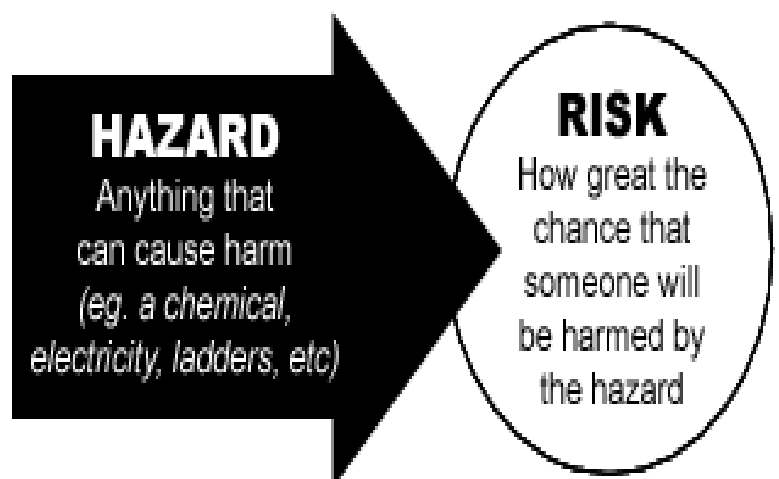 HAZARD
Anything that
can cause harm
(eg. a chemical,
electricity, ladders, etc)
RISK
How great the
chance that
someone will
be harmed by
the hazard